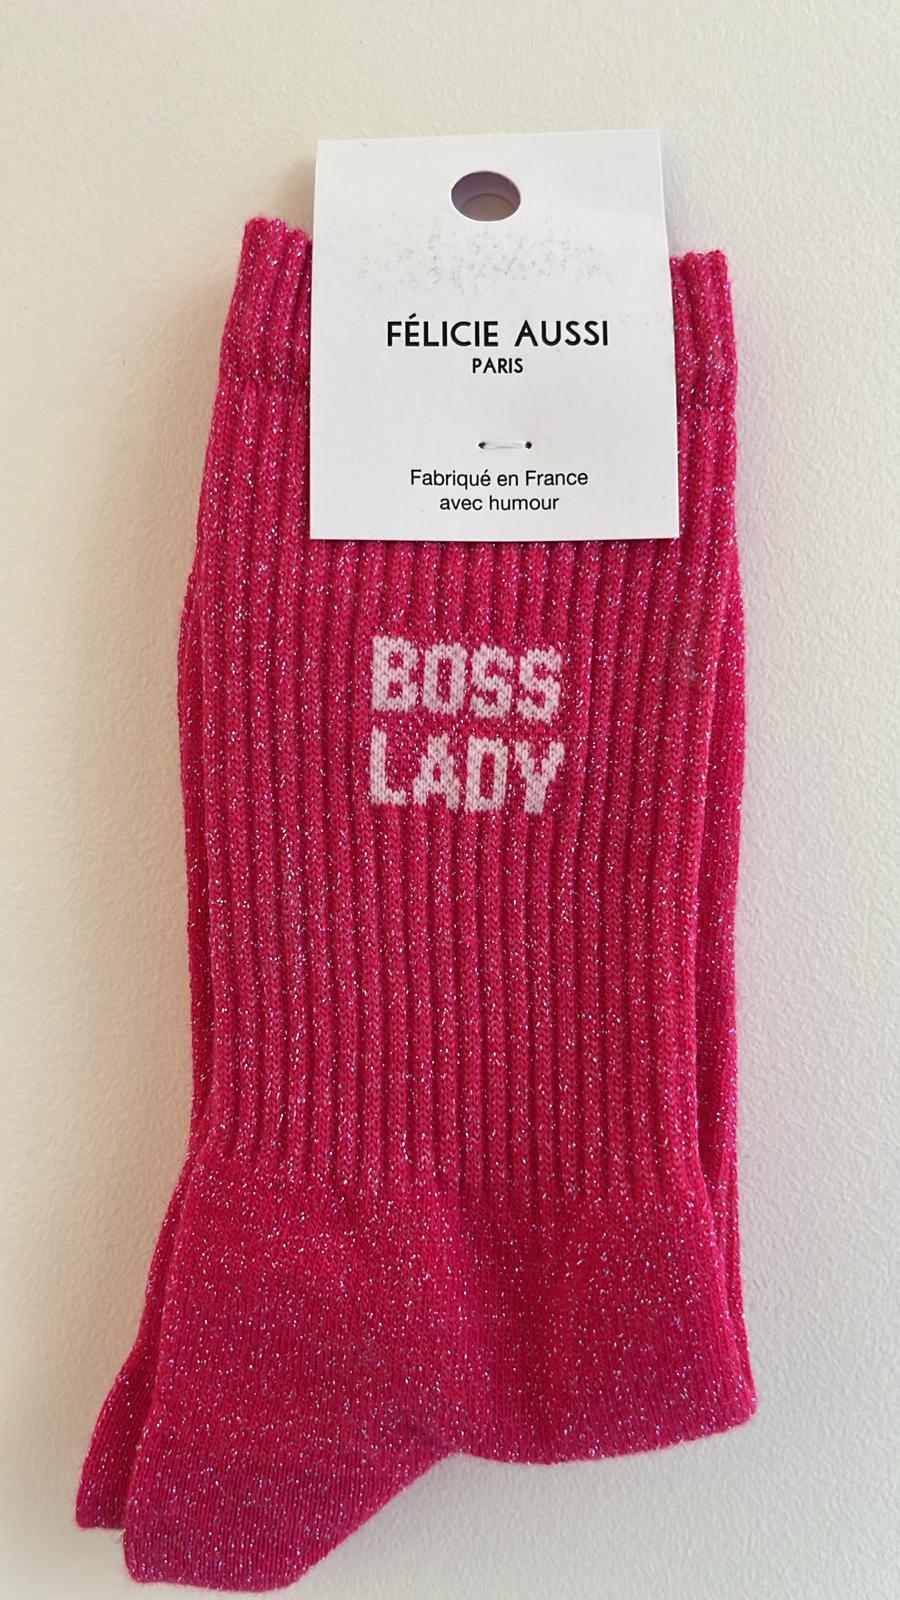 FÉLICIE AUSSI
PARIS
Fabriqué en France
avec humour
BOSS
LADY